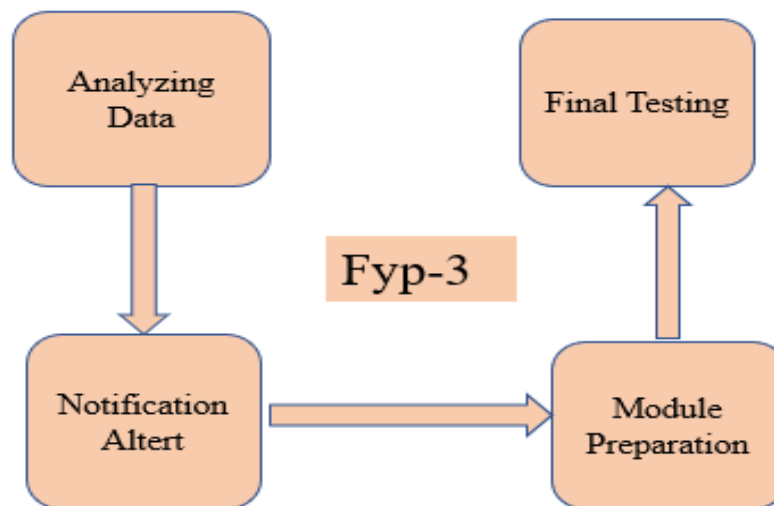 Analyzing
Data
Final Testing
Fyp-3
Notification
Altert
Module
Preparation